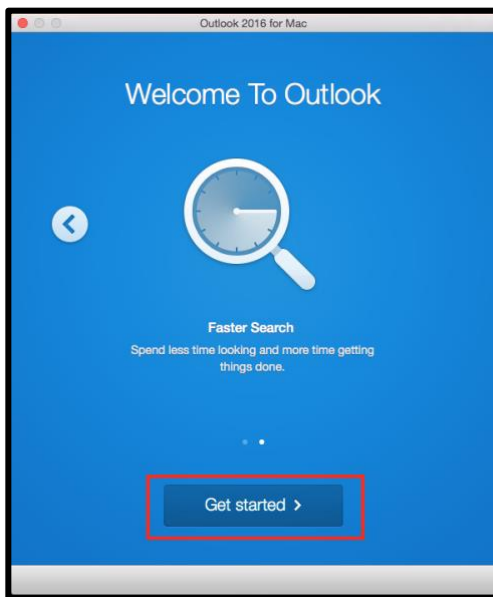 Outlook 2016 for Mac
Welcome To Outlook
Faster Search
Spend less time looking and more time getting
things done.
Get started >